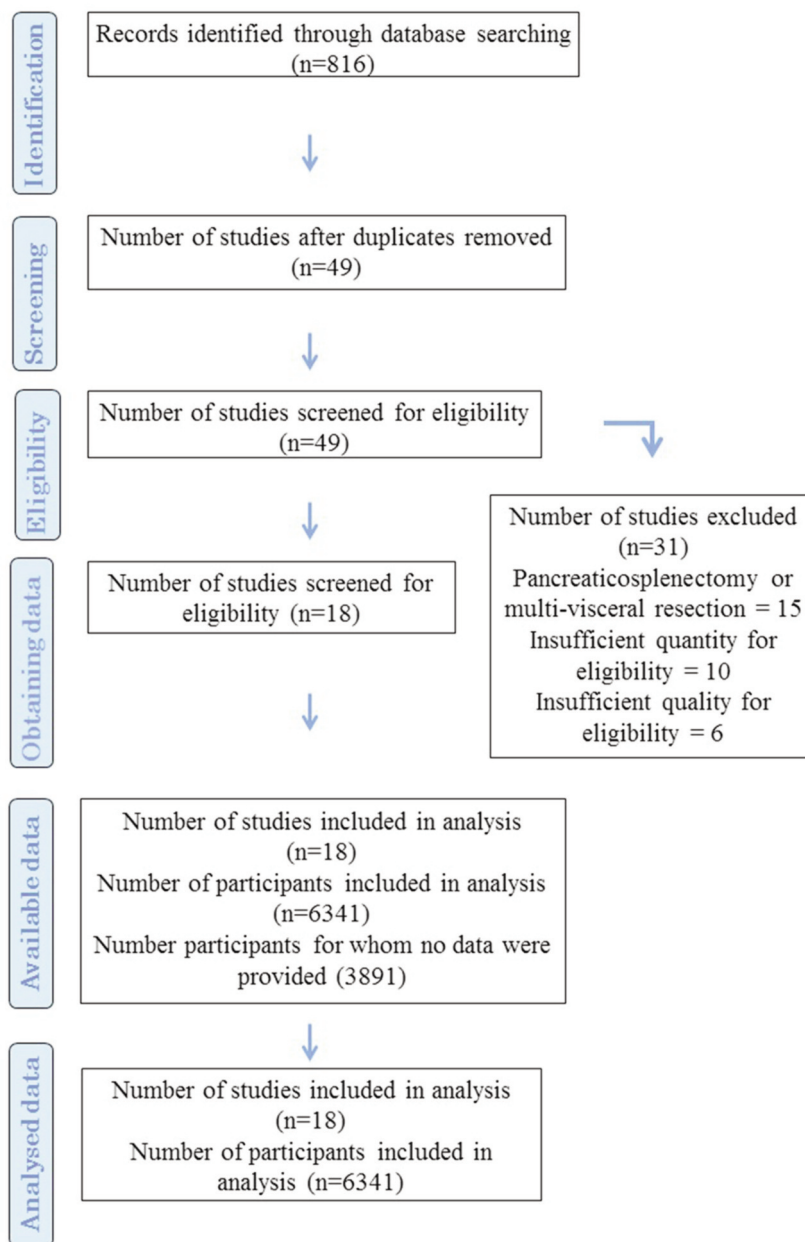 Identification
Records identified through database searching
(n=816)
Screening
Number of studies after duplicates removed
(n=49)
Eligibility
Number of studies screened for eligibility
(n=49)
Number of studies excluded
(n=31)
Pancreaticosplenectomy or
multi-visceral resection = 15
Insufficient quantity for
eligibility = 10
Insufficient quality for
eligibility = 6
Obtaining data
Number of studies screened for
eligibility (n=18)
Available data
Number of studies included in analysis
(n=18)
Number of participants included in analysis
(n=6341)
Number participants for whom no data were
provided (3891)
Analysed data
Number of studies included in analysis
(n=18)
Number of participants included in
analysis (n=6341)